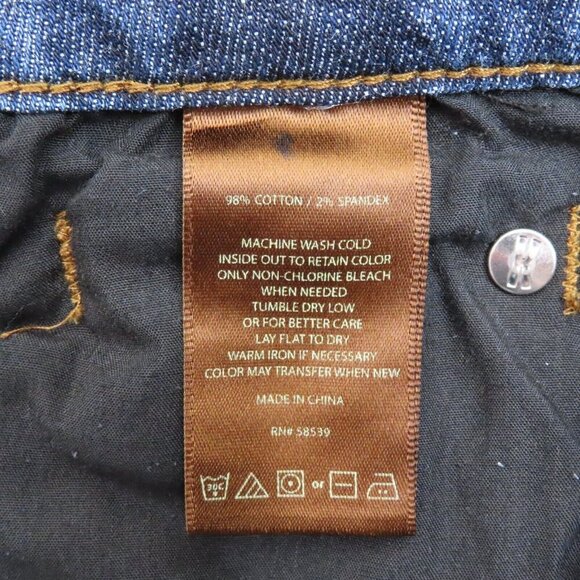 98% COTTON / 2% SPANDEX
MACHINE WASH COLD
INSIDE OUT TO RETAIN COLOR
ONLY NON-CHLORINE BLEACH
WHEN NEEDED
TUMBLE DRY LOW
OR FOR BETTER CARE
LAY FLAT TO DRY
WARM IRON IF NECESSARY
COLOR MAY TRANSFER WHEN NEW
MADE IN CHINA
RN# 58539
30C or